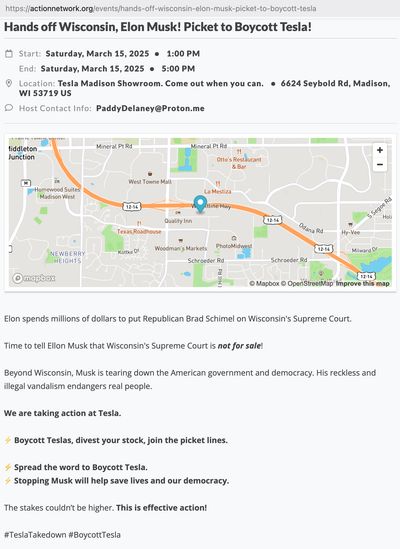 https://actionnetwork.org/events/hands-off-wisconsin-elon-musk-picket-to-boycott-tesla
Hands off Wisconsin, Elon Musk! Picket to Boycott Tesla!
Start: Saturday, March 15, 2025 • 1:00 PM
End: Saturday, March 15, 2025 • 5:00 PM
Location: Tesla Madison Showroom. Come out when you can. • 6624 Seybold Rd, Madison,
WI 53719 US
Host Contact Info: PaddyDelaney@Proton.me
Mineral Pt Rd
Mineral Pt Rd
+
−
iddleton
Junction
Otto's Restaurant
& Bar
West Towne Mall
La Mestiza
Homewood Suites
Madison West
M
12-14
12-14
Quality Inn
Odana Rd
S Segoe Rd
Texas Roadhouse
Hy-Vee
NEWBERRY
HEIGHTS
Woodman's Markets
PhotoMidwest
12-14
Schroeder Rd
Schroeder Rd
12-14
mapbox
© Mapbox © OpenStreetMap Improve this map
Elon spends millions of dollars to put Republican Brad Schimel on Wisconsin's Supreme Court.
Time to tell Ellon Musk that Wisconsin's Supreme Court is not for sale!
Beyond Wisconsin, Musk is tearing down the American government and democracy. His reckless and
illegal vandalism endangers real people.
We are taking action at Tesla.
⚡ Boycott Teslas, divest your stock, join the picket lines.
⚡ Spread the word to Boycott Tesla.
⚡ Stopping Musk will help save lives and our democracy.
The stakes couldn't be higher. This is effective action!
#TeslaTakedown #BoycottTesla